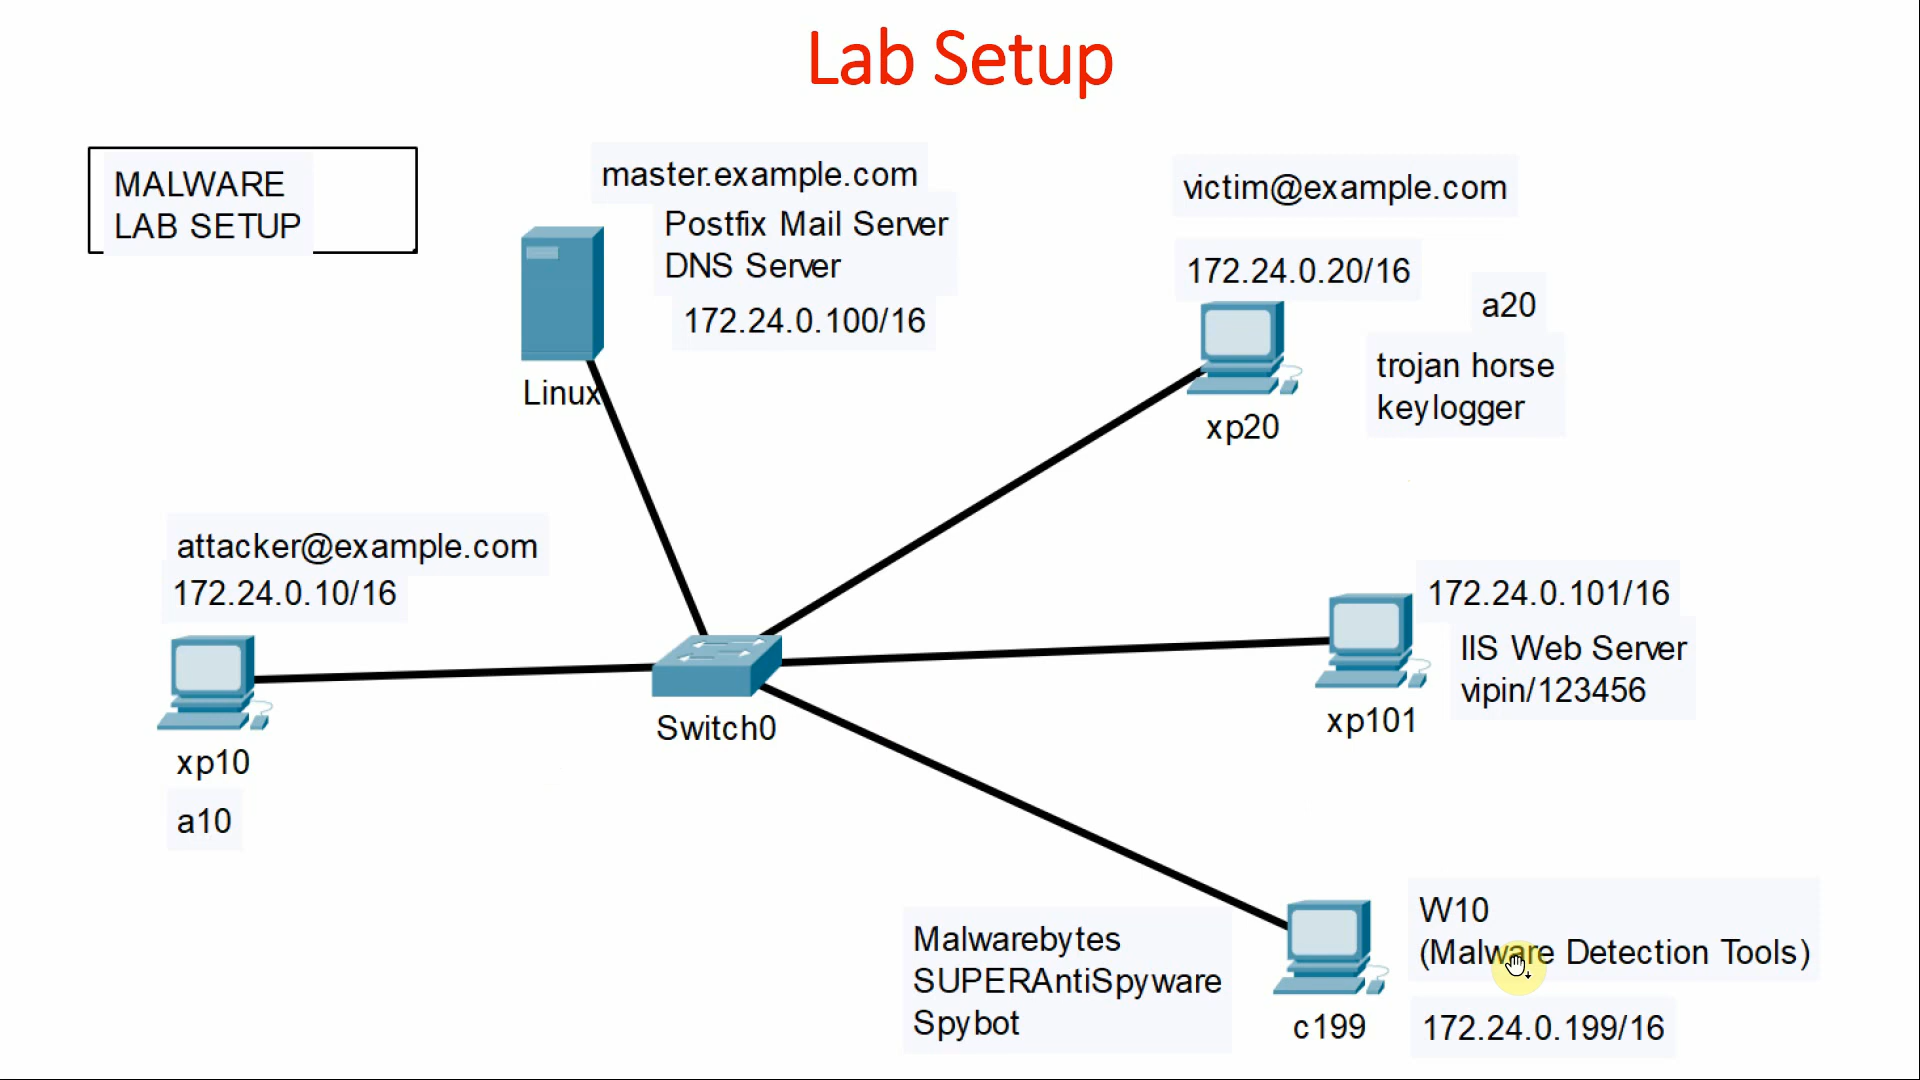 Lab Setup
MALWARE
LAB SETUP
master.example.com
Postfix Mail Server
DNS Server
172.24.0.100/16
Linux
victim@example.com
172.24.0.20/16
a20
trojan horse
keylogger
xp20
attacker@example.com
172.24.0.10/16
xp10
a10
Switch0
172.24.0.101/16
IIS Web Server
vipin/123456
xp101
Malwarebytes
SUPERAntiSpyware
Spybot
c199
W10
(Malware Detection Tools)
172.24.0.199/16